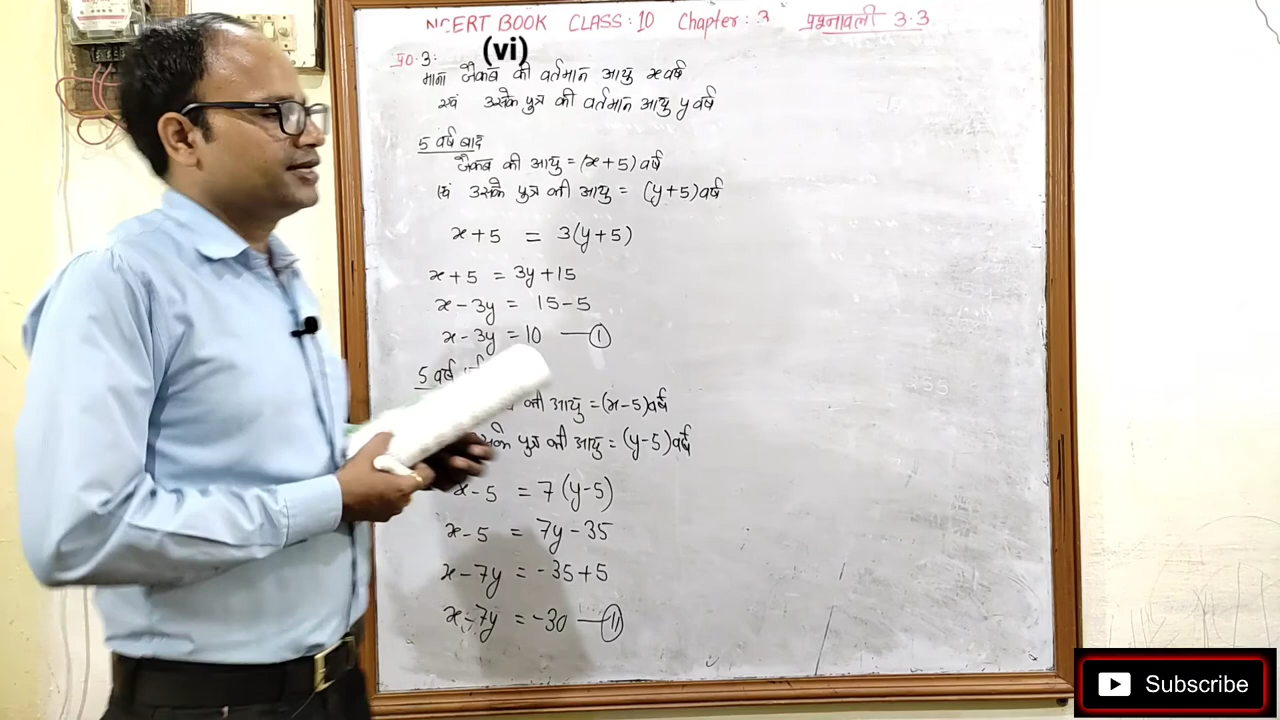 NCERT BOOK CLASS: 10 Chapter: 3 प्रश्नावली 3.3
प्र०. 3: (vi)
माना जैकब की वर्तमान आयु x वर्ष
एवं उसके पुत्र की वर्तमान आयु y वर्ष
5 वर्ष बाद
जैकब की आयु = (x+5) वर्ष
एवं उसके पुत्र की आयु = (y+5) वर्ष
x+5 = 3(y+5)
x+5 = 3y+15
x-3y = 15-5
x-3y = 10 —①
5 वर्ष
की आयु = (x-5) वर्ष
उसके पुत्र की आयु = (y-5) वर्ष
x-5 = 7(y-5)
x-5 = 7y-35
x-7y = -35+5
x-7y = -30 —(11)
Subscribe